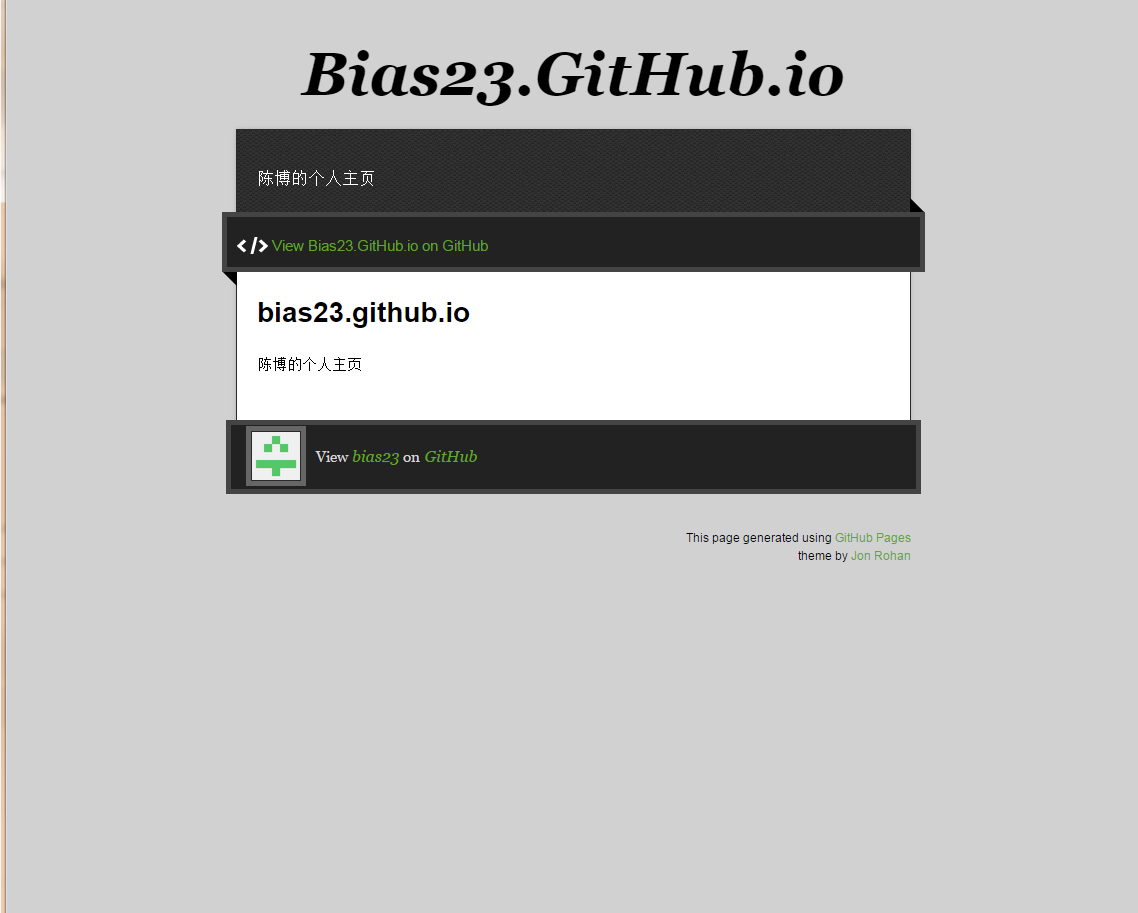 Bias23.GitHub.io
陈博的个人主页
</> View Bias23.GitHub.io on GitHub
bias23.github.io
陈博的个人主页
View bias23 on GitHub
This page generated using GitHub Pages
theme by Jon Rohan